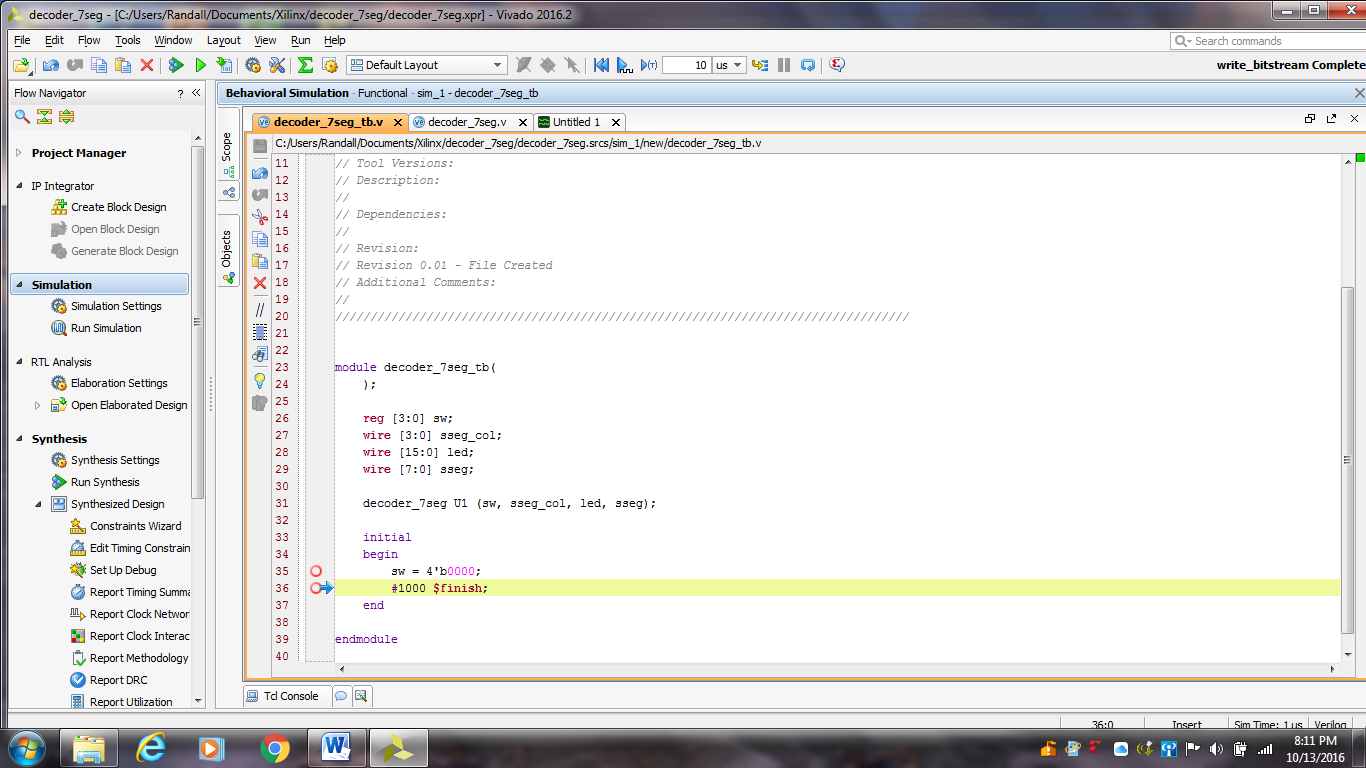 decoder_7seg - [C:/Users/Randall/Documents/Xilinx/decoder_7seg/decoder_7seg.xpr] - Vivado 2016.2
File Edit Flow Tools Window Layout View Run Help
Search commands
Default Layout
10 us
write_bitstream Complete
Flow Navigator
Project Manager
IP Integrator
Create Block Design
Open Block Design
Generate Block Design
Simulation
Simulation Settings
Run Simulation
RTL Analysis
Elaboration Settings
Open Elaborated Design
Synthesis
Synthesis Settings
Run Synthesis
Synthesized Design
Constraints Wizard
Edit Timing Constrain
Set Up Debug
Report Timing Summa
Report Clock Networ
Report Clock Interac
Report Methodology
Report DRC
Report Utilization
Behavioral Simulation - Functional - sim_1 - decoder_7seg_tb
Scope
Objects
decoder_7seg_tb.v
decoder_7seg.v
Untitled 1
C:/Users/Randall/Documents/Xilinx/decoder_7seg/decoder_7seg.srcs/sim_1/new/decoder_7seg_tb.v
11 // Tool Versions:
12 // Description:
13 //
14 // Dependencies:
15 //
16 // Revision:
17 // Revision 0.01 - File Created
18 // Additional Comments:
19 //
20 //////////////////////////////////////////////////////////////////////////////////
21
22
23 module decoder_7seg_tb(
24 );
25
26 reg [3:0] sw;
27 wire [3:0] sseg_col;
28 wire [15:0] led;
29 wire [7:0] sseg;
30
31 decoder_7seg U1 (sw, sseg_col, led, sseg);
32
33 initial
34 begin
35 sw = 4'b0000;
36 #1000 $finish;
37 end
38
39 endmodule
40
Tcl Console
36:0 Insert Sim Time: 1 us Verilog
8:11 PM
10/13/2016